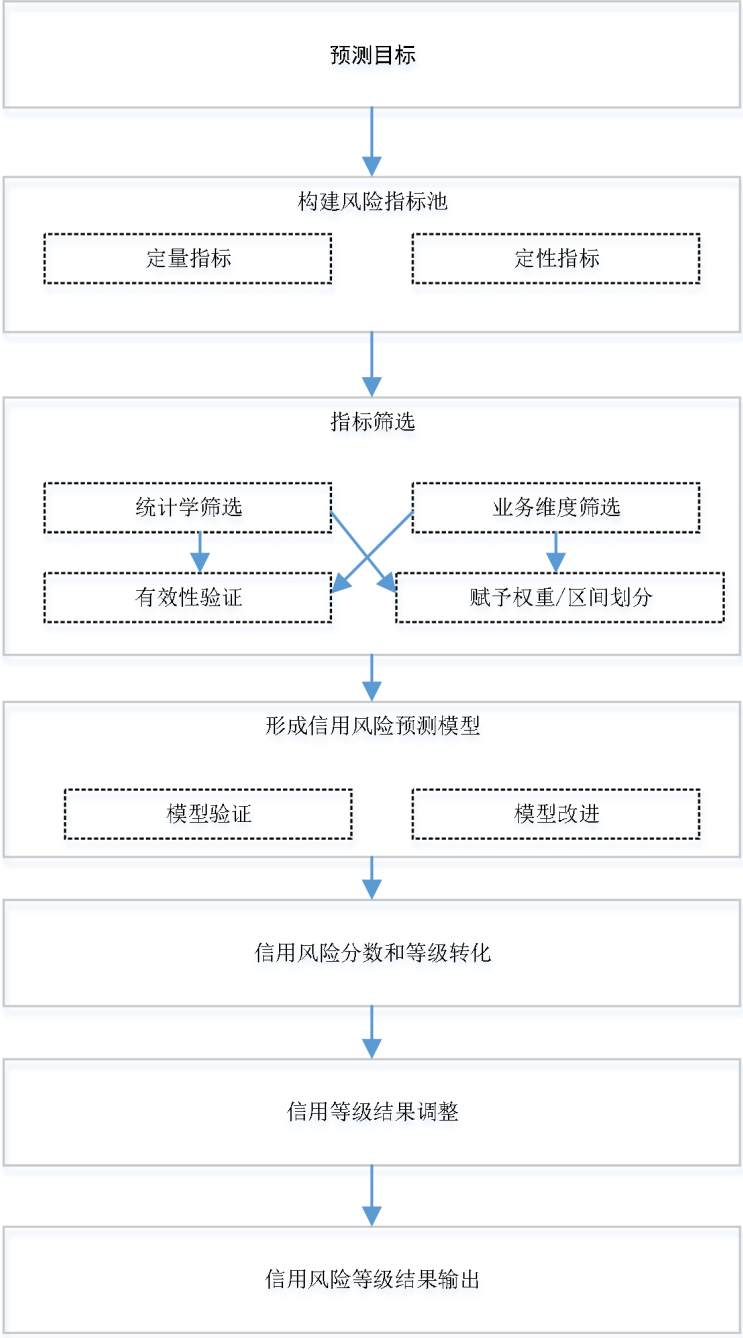 预测目标
构建风险指标池
定量指标
定性指标
指标筛选
统计学筛选
业务维度筛选
有效性验证
赋予权重/区间划分
形成信用风险预测模型
模型验证
模型改进
信用风险分数和等级转化
信用等级结果调整
信用风险等级结果输出